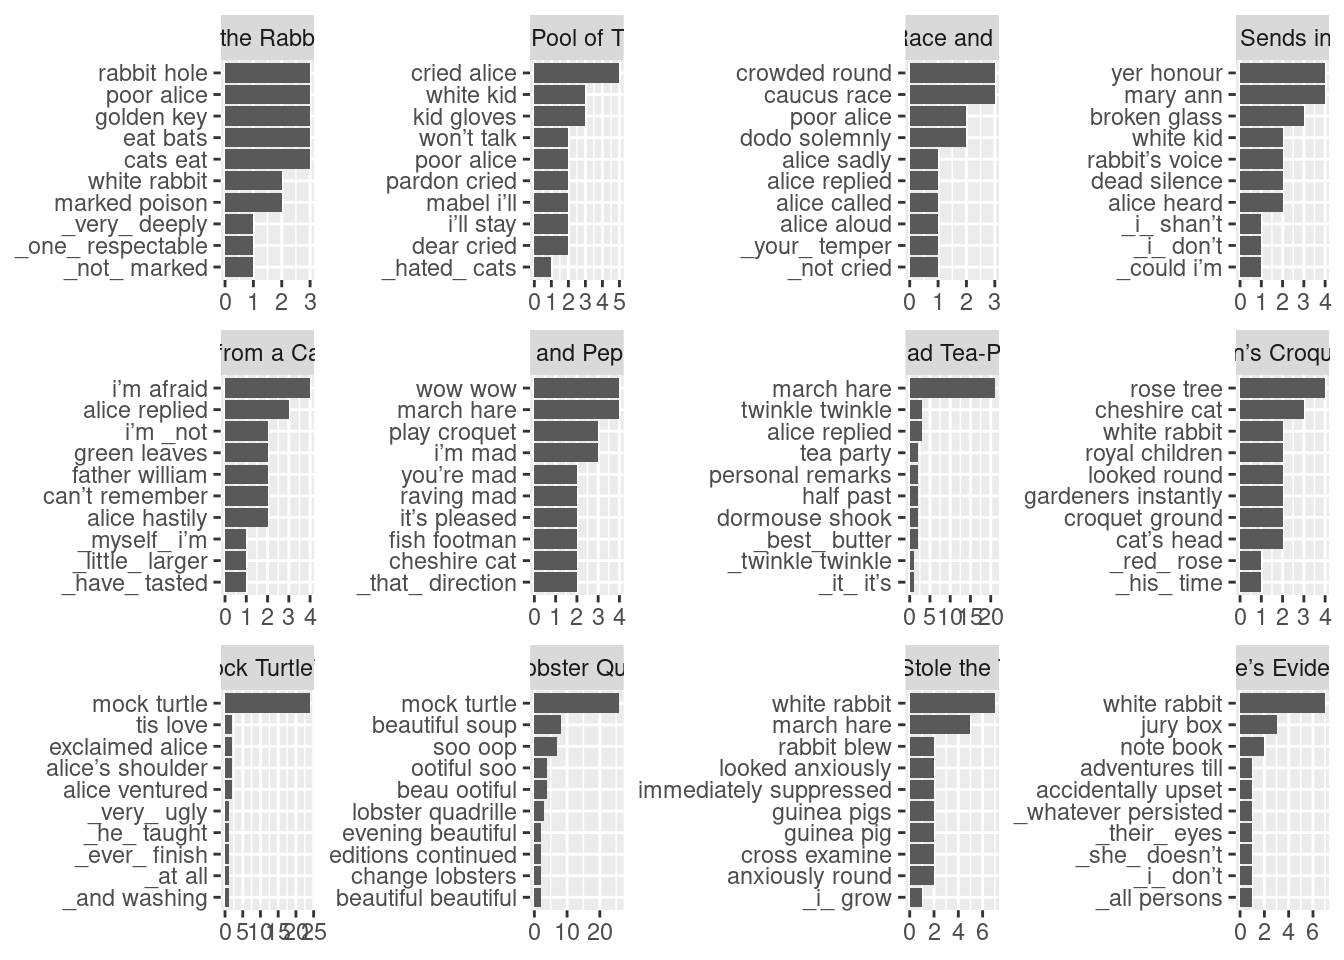 the Rabb
rabbit hole
poor alice
golden key
eat bats
cats eat
white rabbit
marked poison
_very_ deeply
_one_ respectable
_not_ marked
0 1 2 3
Pool of T
cried alice
white kid
kid gloves
won't talk
poor alice
pardon cried
mabel i'll
i'll stay
dear cried
_hated_ cats
0 1 2 3 4 5
Race and
crowded round
caucus race
poor alice
dodo solemnly
alice sadly
alice replied
alice called
alice aloud
_your_ temper
_not cried
0 1 2 3
Sends in
yer honour
mary ann
broken glass
white kid
rabbit's voice
dead silence
alice heard
_i_ shan't
_i_ don't
_could i'm
0 1 2 3 4
from a Ca
i'm afraid
alice replied
i'm _not
green leaves
father william
can't remember
alice hastily
_myself_ i'm
_little_ larger
_have_ tasted
0 1 2 3 4
and Pep
wow wow
march hare
play croquet
i'm mad
you're mad
raving mad
it's pleased
fish footman
cheshire cat
_that_ direction
0 1 2 3 4
ad Tea-P
march hare
twinkle twinkle
alice replied
tea party
personal remarks
half past
dormouse shook
_best_ butter
_twinkle twinkle
_it_ it's
0 5 10 15 20
n's Croqu
rose tree
cheshire cat
white rabbit
royal children
looked round
gardeners instantly
croquet ground
cat's head
_red_ rose
_his_ time
0 1 2 3 4
ock Turtle'
mock turtle
tis love
exclaimed alice
alice's shoulder
alice ventured
_very_ ugly
_he_ taught
_ever_ finish
_at all
_and washing
0 5 10 15 20 25
obster Qu
mock turtle
beautiful soup
soo oop
ootiful soo
beau ootiful
lobster quadrille
evening beautiful
editions continued
change lobsters
beautiful beautiful
0 10 20
Stole the T
white rabbit
march hare
rabbit blew
looked anxiously
immediately suppressed
guinea pigs
guinea pig
cross examine
anxiously round
_i_ grow
0 2 4 6
e's Evide
white rabbit
jury box
note book
adventures till
accidentally upset
_whatever persisted
_their_ eyes
_she_ doesn't
_i_ don't
_all persons
0 2 4 6